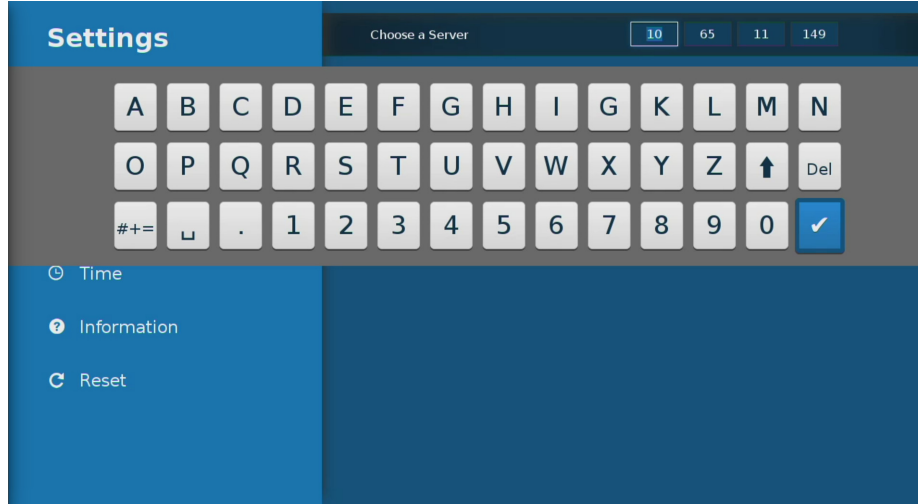 Settings
Choose a Server 10 65 11 149
A B C D E F G H I G K L M N
O P Q R S T U V W X Y Z Del
#+= ␣ . 1 2 3 4 5 6 7 8 9 0 ✔
Time
Information
Reset